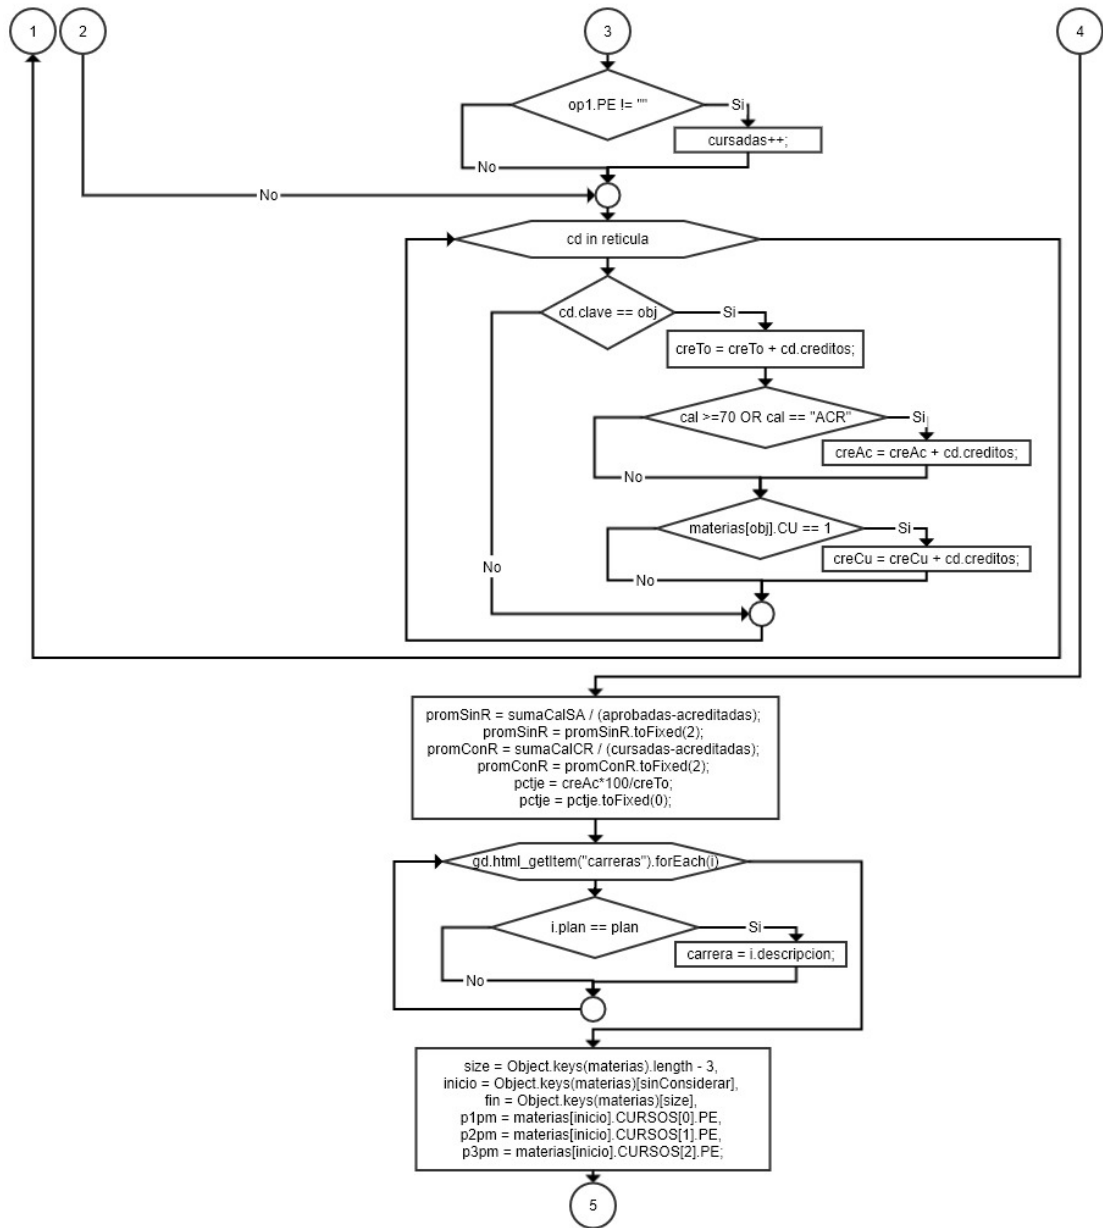 1
2
3
4
op1.PE != ""
Si
cursadas++;
No
No
cd in reticula
cd.clave == obj
Si
creTo = creTo + cd.creditos;
cal >=70 OR cal == "ACR"
Si
creAc = creAc + cd.creditos;
No
materias[obj].CU == 1
Si
creCu = creCu + cd.creditos;
No
No
promSinR = sumaCalSA / (aprobadas-acreditadas);
promSinR = promSinR.toFixed(2);
promConR = sumaCalCR / (cursadas-acreditadas);
promConR = promConR.toFixed(2);
pctje = creAc*100/creTo;
pctje = pctje.toFixed(0);
gd.html_getItem("carreras").forEach(i)
i.plan == plan
Si
carrera = i.descripcion;
No
size = Object.keys(materias).length - 3,
inicio = Object.keys(materias)[sinConsiderar],
fin = Object.keys(materias)[size],
p1pm = materias[inicio].CURSOS[0].PE,
p2pm = materias[inicio].CURSOS[1].PE,
p3pm = materias[inicio].CURSOS[2].PE;
5